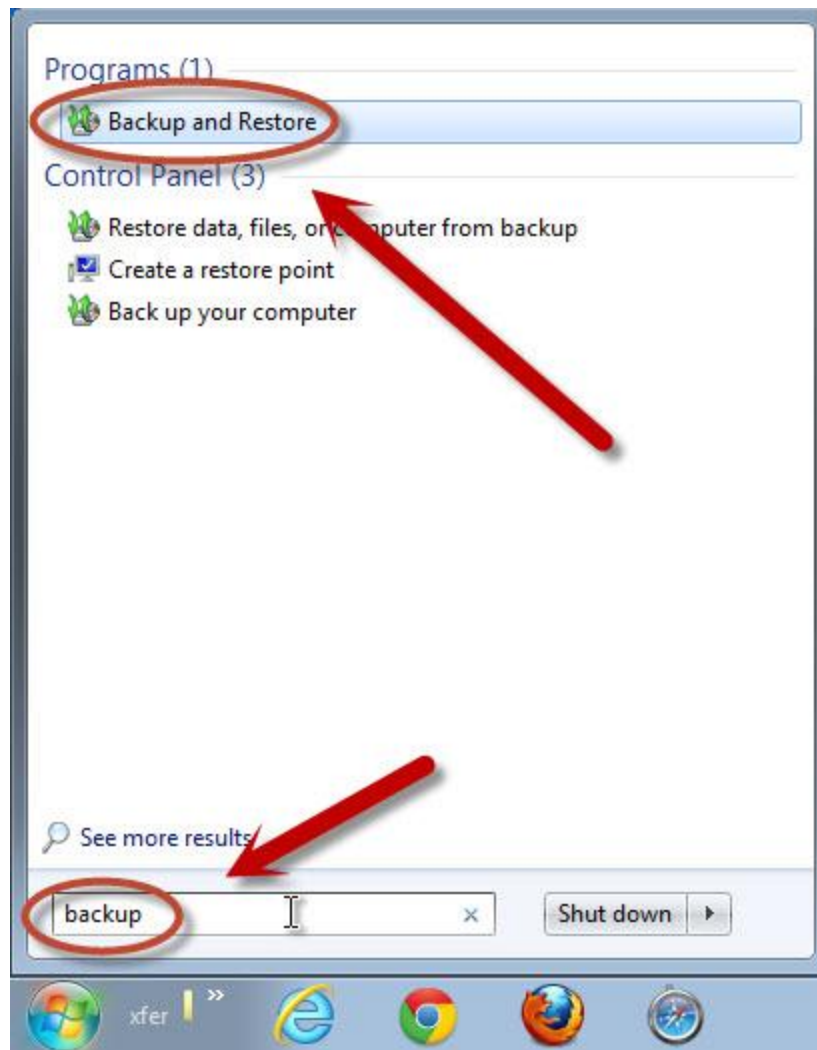 Programs (1)
Backup and Restore
Control Panel (3)
Restore data, files, or computer from backup
Create a restore point
Back up your computer
See more results
backup
Shut down
xfer